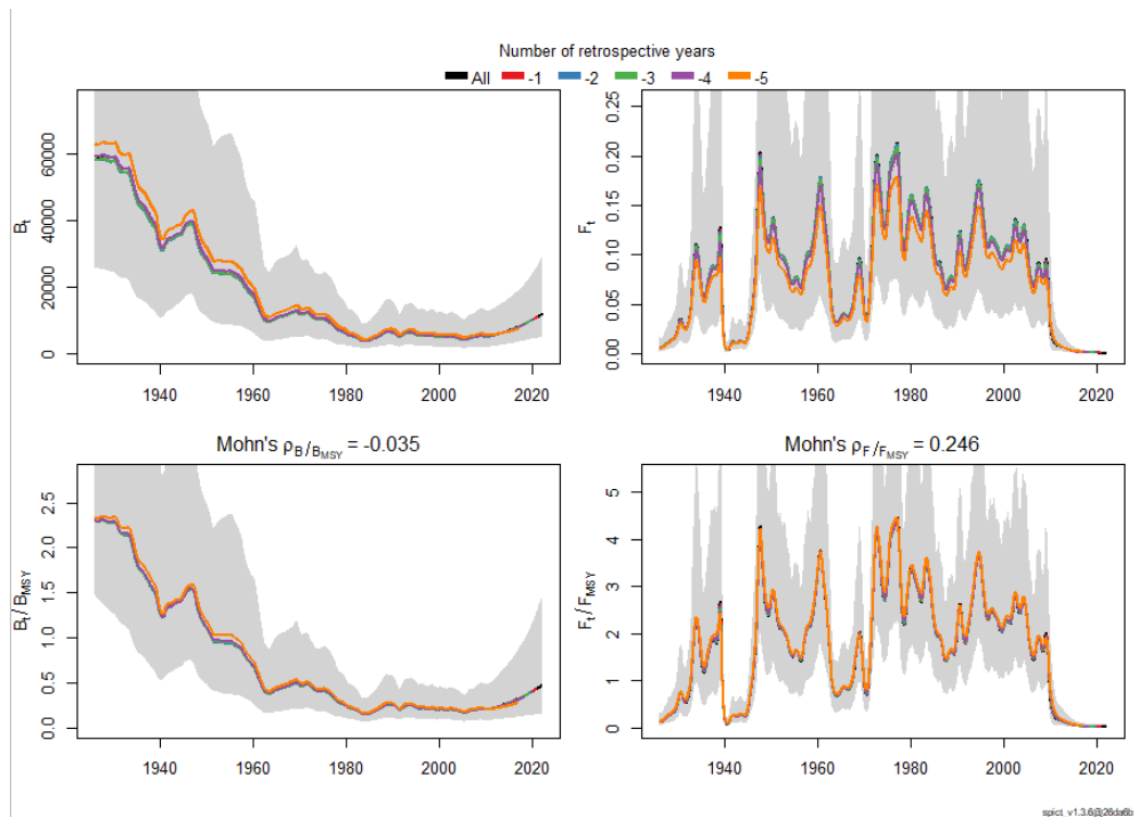 Number of retrospective years
All -1 -2 -3 -4 -5
Bt
0 20000 40000 60000
1940 1960 1980 2000 2020
Ft
0.00 0.05 0.10 0.15 0.20 0.25
1940 1960 1980 2000 2020
Mohn's ρB/BMSY = -0.035
Bt/BMSY
0.0 0.5 1.0 1.5 2.0 2.5
1940 1960 1980 2000 2020
Mohn's ρF/FMSY = 0.246
Ft/FMSY
0 1 2 3 4 5
1940 1960 1980 2000 2020
spict_v1.3.6@26da6b